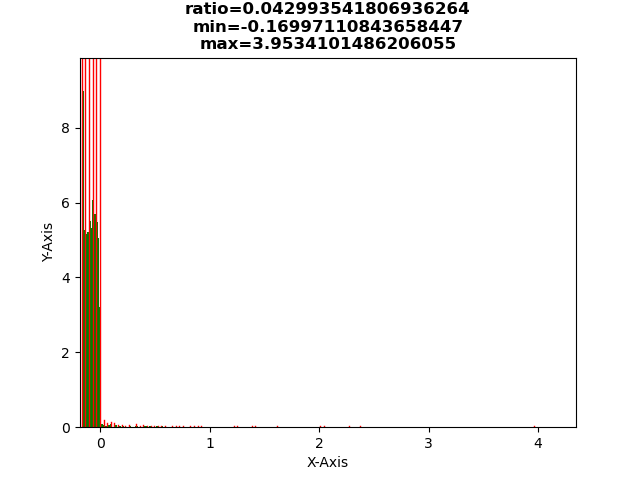 ratio=0.042993541806936264
min=-0.16997110843658447
max=3.9534101486206055
8
6
4
2
0
Y-Axis
0 1 2 3 4
X-Axis